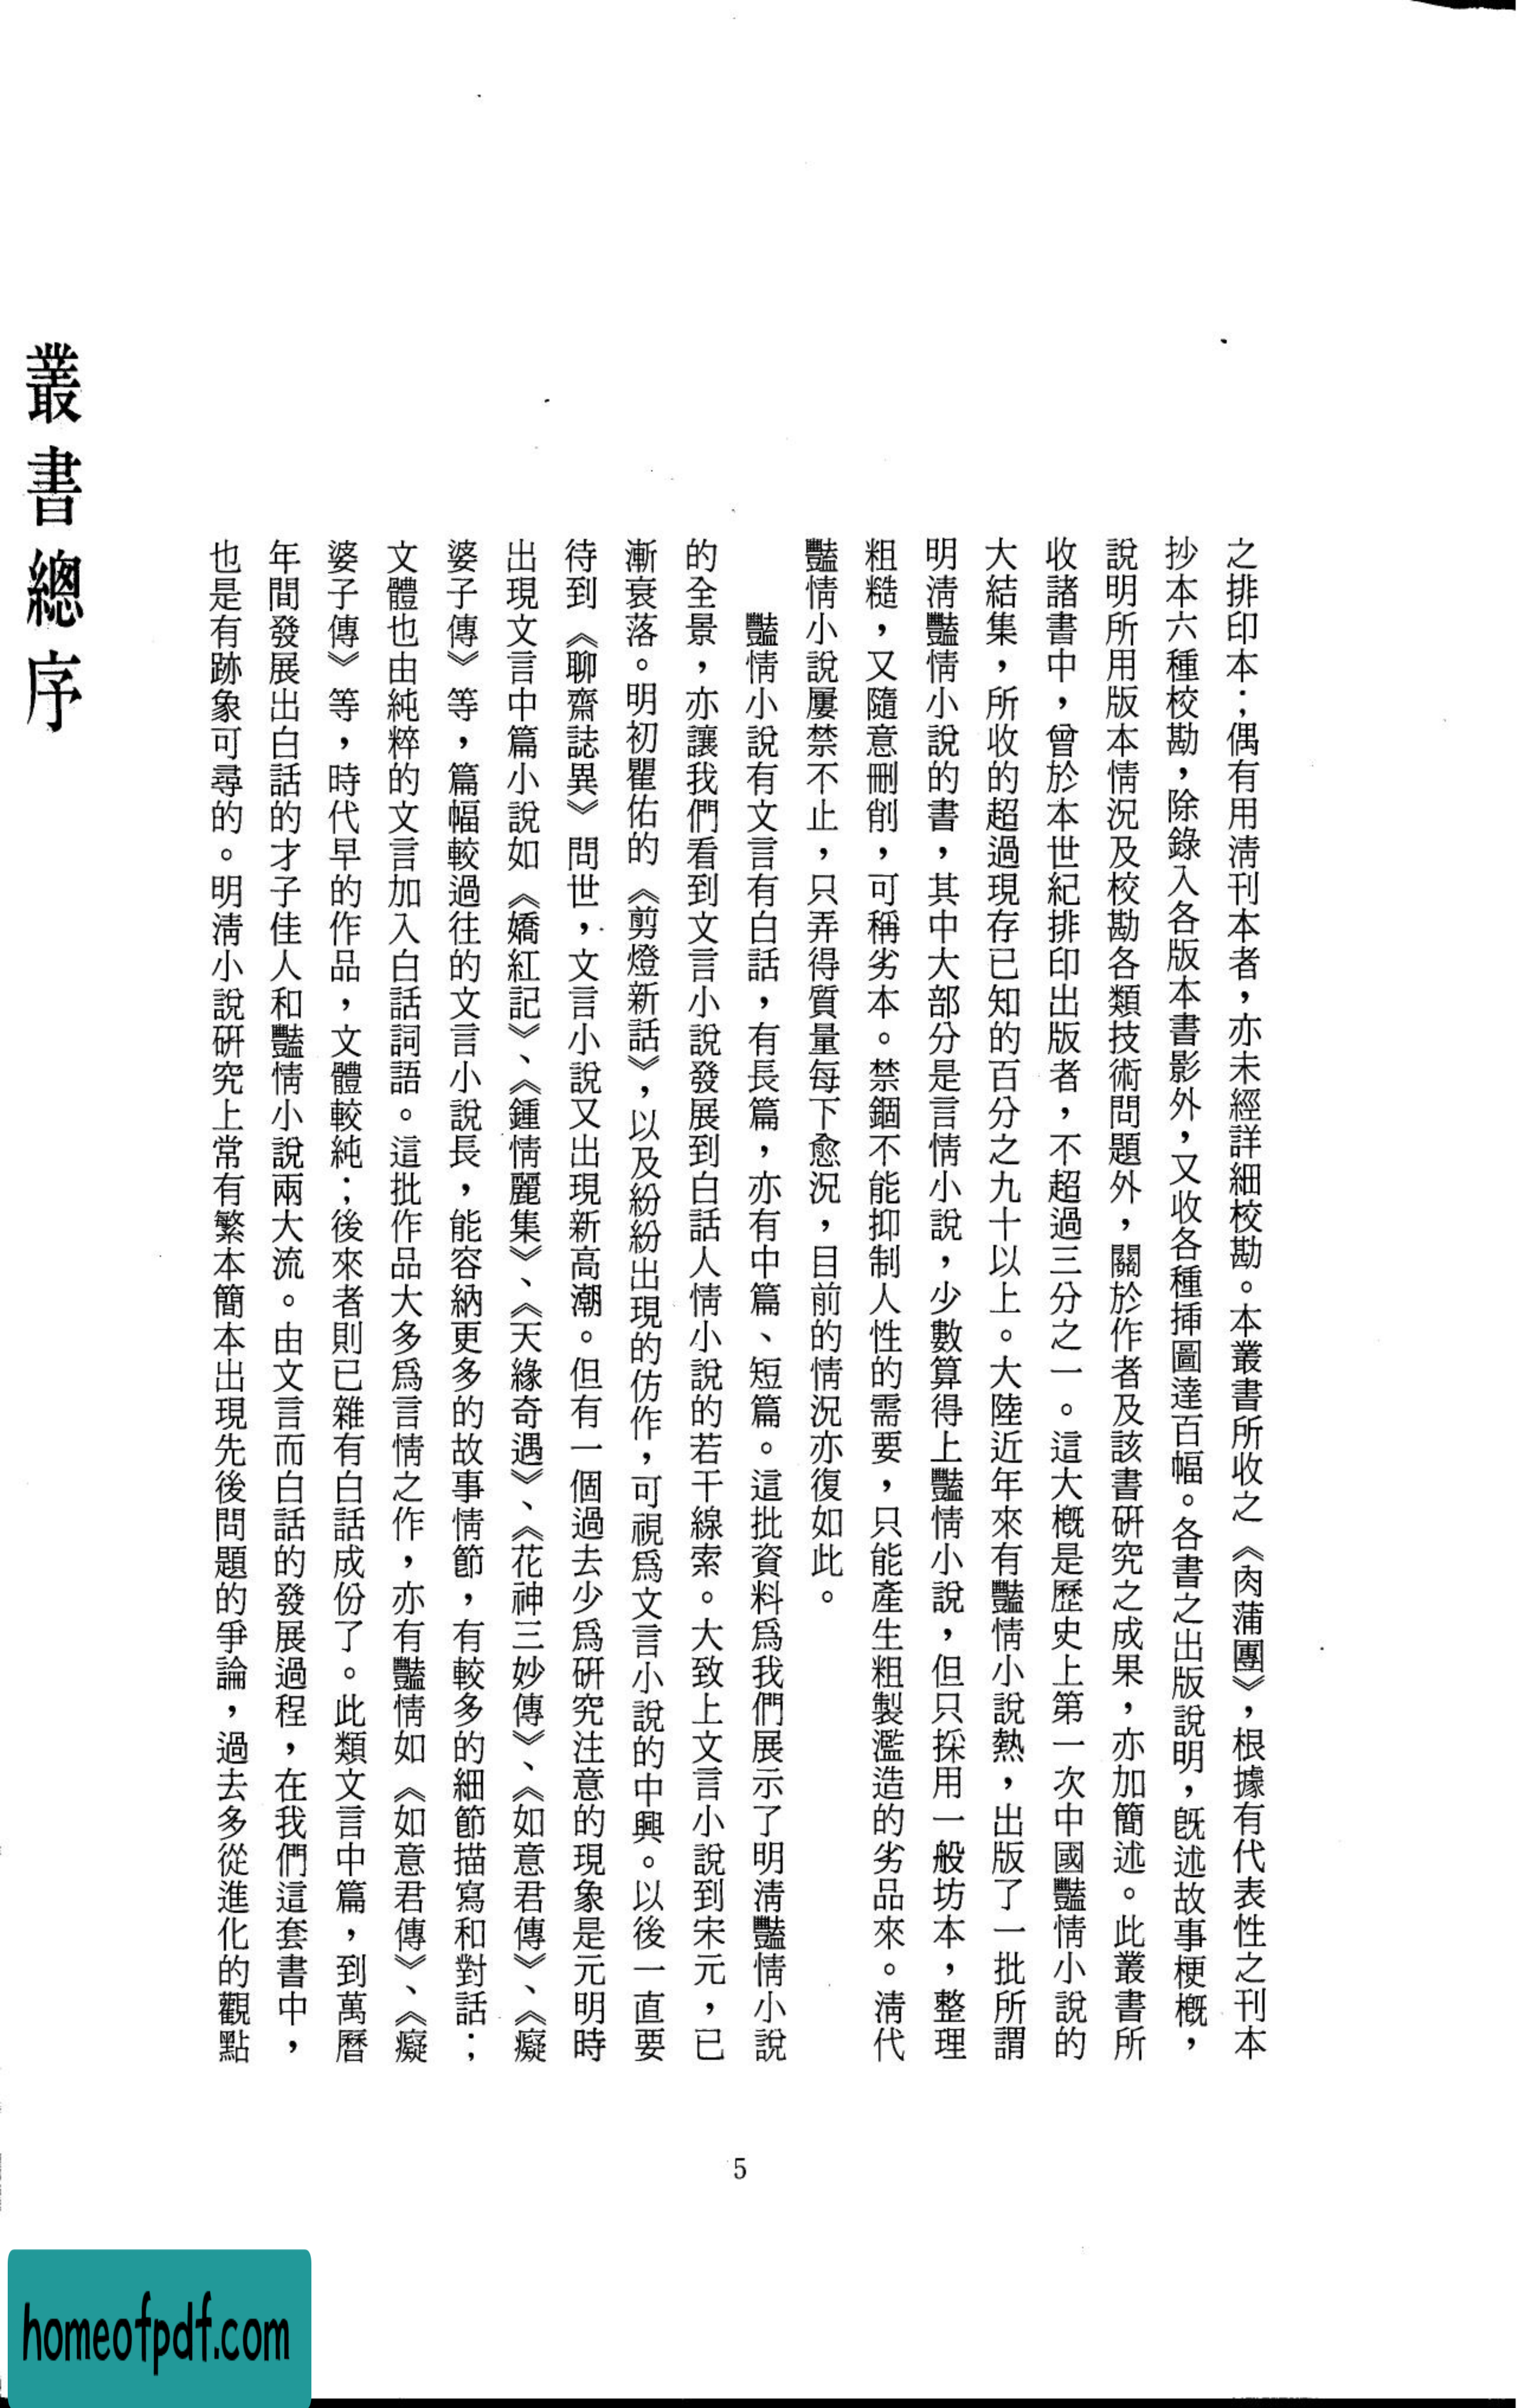 之排印本；偶有用清刊本者，亦未經詳細校勘。本叢書所收之《肉蒲團》，根據有代表性之刊本
抄本六種校勘，除錄入各版本書影外，又收各種挿圖達百幅。各書之出版說明，旣述故事梗概，
說明所用版本情況及校勘各類技術問題外，關於作者及該書研究之成果，亦加簡述。此叢書所
收諸書中，曾於本世紀排印出版者，不超過三分之一。這大概是歷史上第一次中國豔情小說的
大結集，所收的超過現存已知的百分之九十以上。大陸近年來有豔情小說熱，出版了一批所謂
明清豔情小說的書，其中大部分是言情小說，少數算得上豔情小說，但只採用一般坊本，整理
粗糙，又隨意刪削，可稱劣本。禁錮不能抑制人性的需要，只能產生粗製濫造的劣品來。清代
豔情小說屢禁不止，只弄得質量每下愈況，目前的情況亦復如此。
豔情小說有文言有白話，有長篇，亦有中篇、短篇。這批資料爲我們展示了明清豔情小說
的全景，亦讓我們看到文言小說發展到白話人情小說的若干線索。大致上文言小說到宋元，已
漸衰落。明初瞿佑的《剪燈新話》，以及紛紛出現的仿作，可視爲文言小說的中興。以後一直要
待到《聊齋誌異》問世，文言小說又出現新高潮。但有一個過去少爲研究注意的現象是元明時
出現文言中篇小說如《嬌紅記》、《鍾情麗集》、《天緣奇遇》、《花神三妙傳》、《如意君傳》、《癡
婆子傳》等，篇幅較過往的文言小說長，能容納更多的故事情節，有較多的細節描寫和對話；
文體也由純粹的文言加入白話詞語。這批作品大多爲言情之作，亦有豔情如《如意君傳》、《癡
婆子傳》等，時代早的作品，文體較純；後來者則已雜有白話成份了。此類文言中篇，到萬曆
年間發展出白話的才子佳人和豔情小說兩大流。由文言而白話的發展過程，在我們這套書中，
也是有跡象可尋的。明清小說研究上常有繁本簡本出現先後問題的爭論，過去多從進化的觀點
叢書總序
5
homeofpdf.com